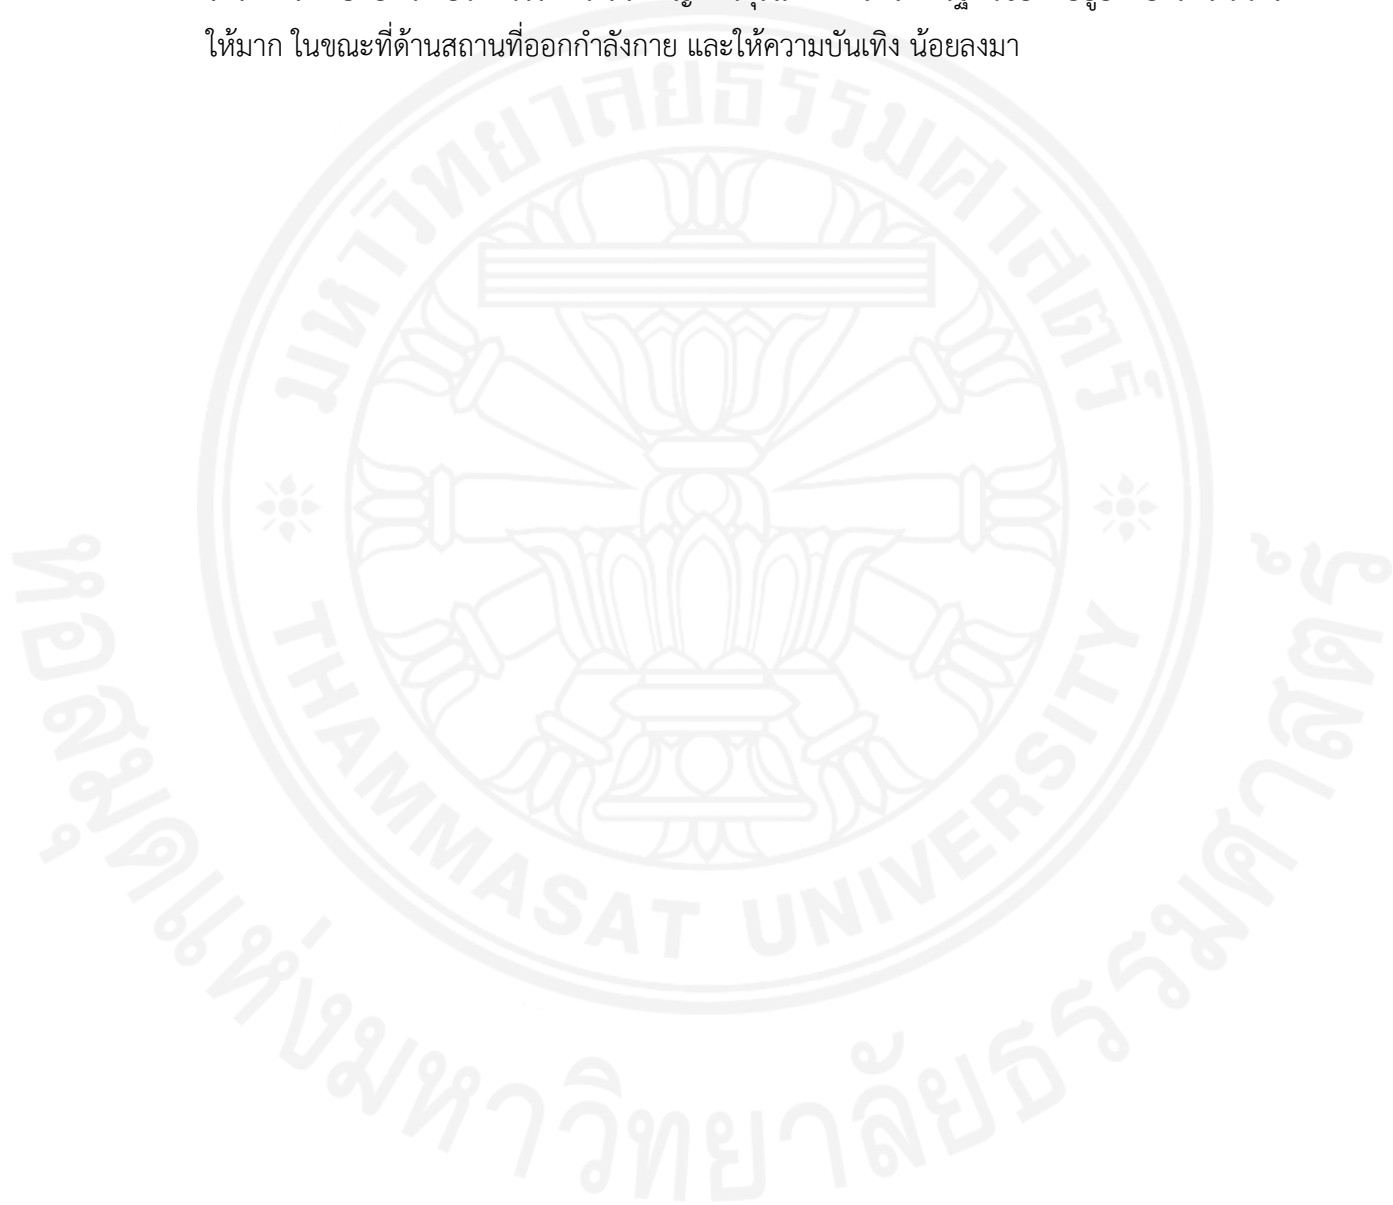 ให้มาก ในขณะที่ด้านสถานที่ออกกำลังกาย และให้ความบันเทิง น้อยลงมา
มหาวิทยาลัยธรรมศาสตร์
THAMMASAT UNIVERSITY
หอสมุดแห่งมหาวิทยาลัยธรรมศาสตร์